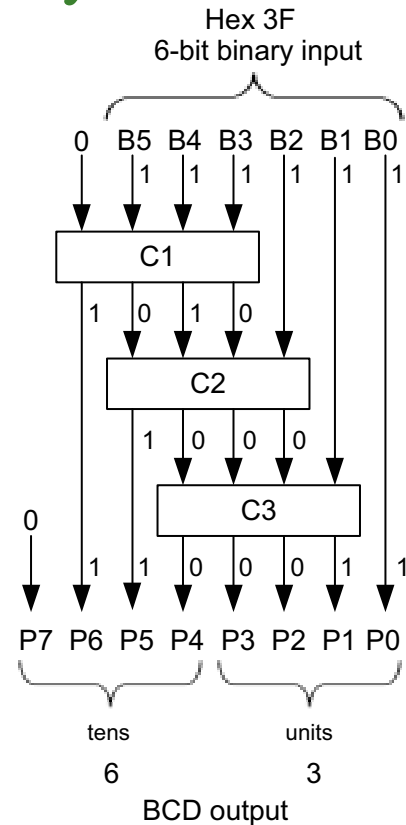 Hex 3F
6-bit binary input
0 B5 B4 B3 B2 B1 B0
1 1 1 1 1 1
C1
1 0 1 0
C2
1 0 0 0
C3
0
1 1 0 0 0 1 1
P7 P6 P5 P4 P3 P2 P1 P0
tens units
6 3
BCD output